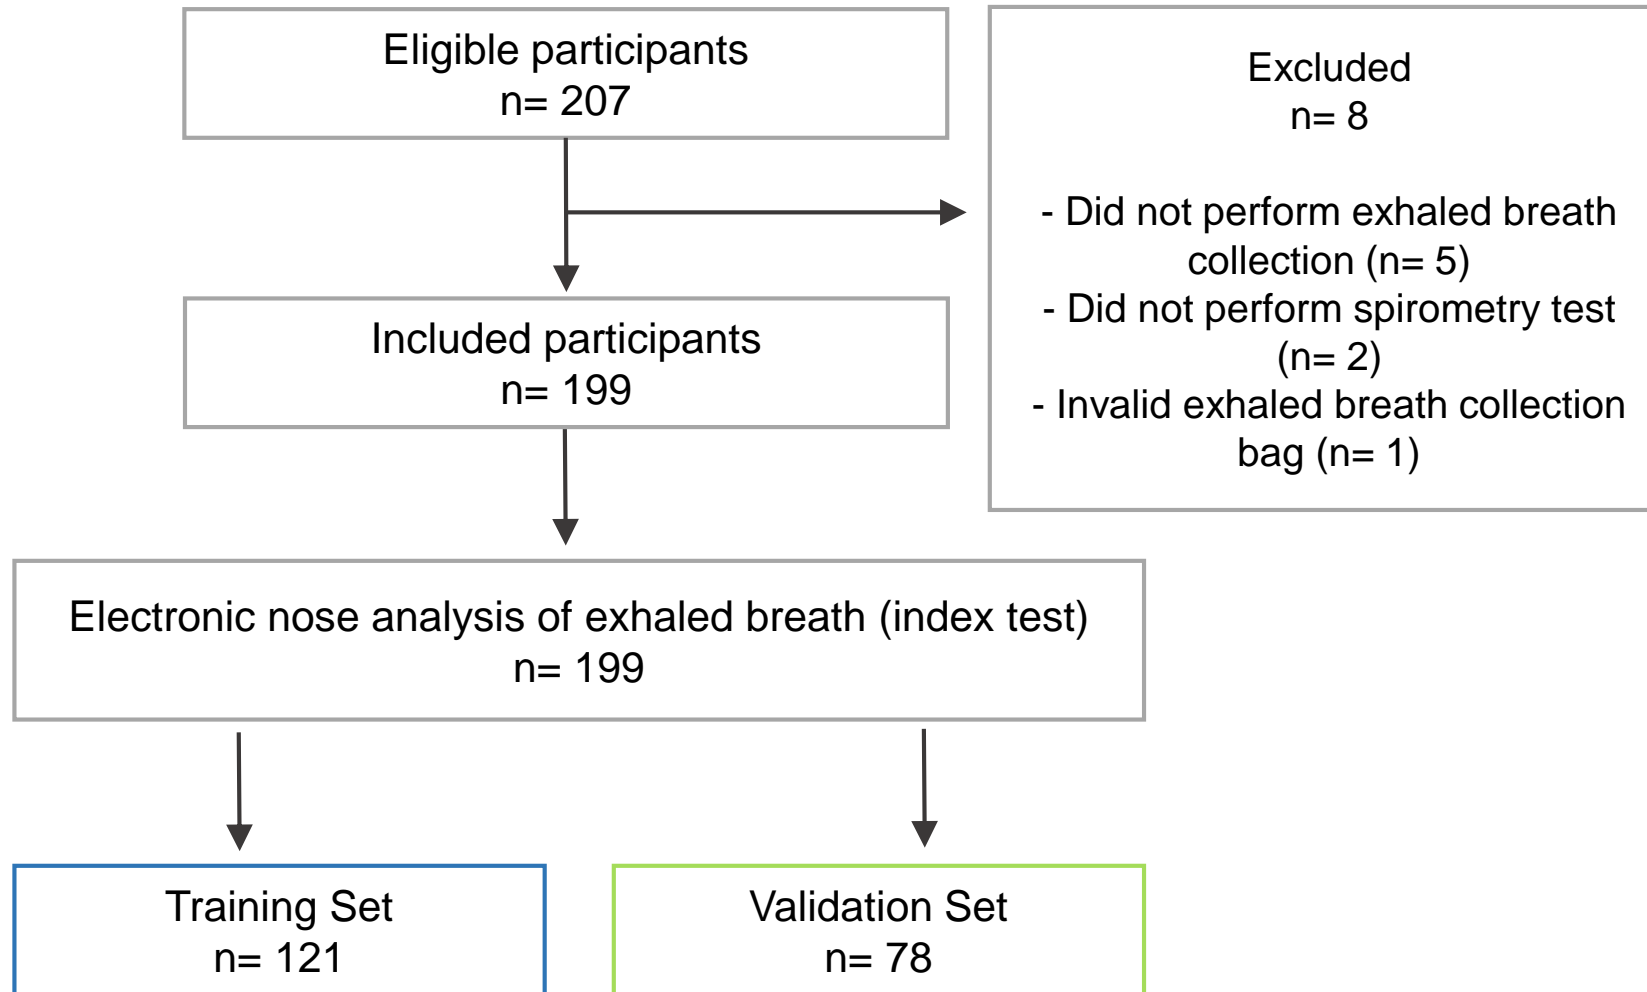 Eligible participants
n= 207
Excluded
n= 8
- Did not perform exhaled breath
collection (n= 5)
- Did not perform spirometry test
(n= 2)
- Invalid exhaled breath collection
bag (n= 1)
Included participants
n= 199
Electronic nose analysis of exhaled breath (index test)
n= 199
Training Set
n= 121
Validation Set
n= 78